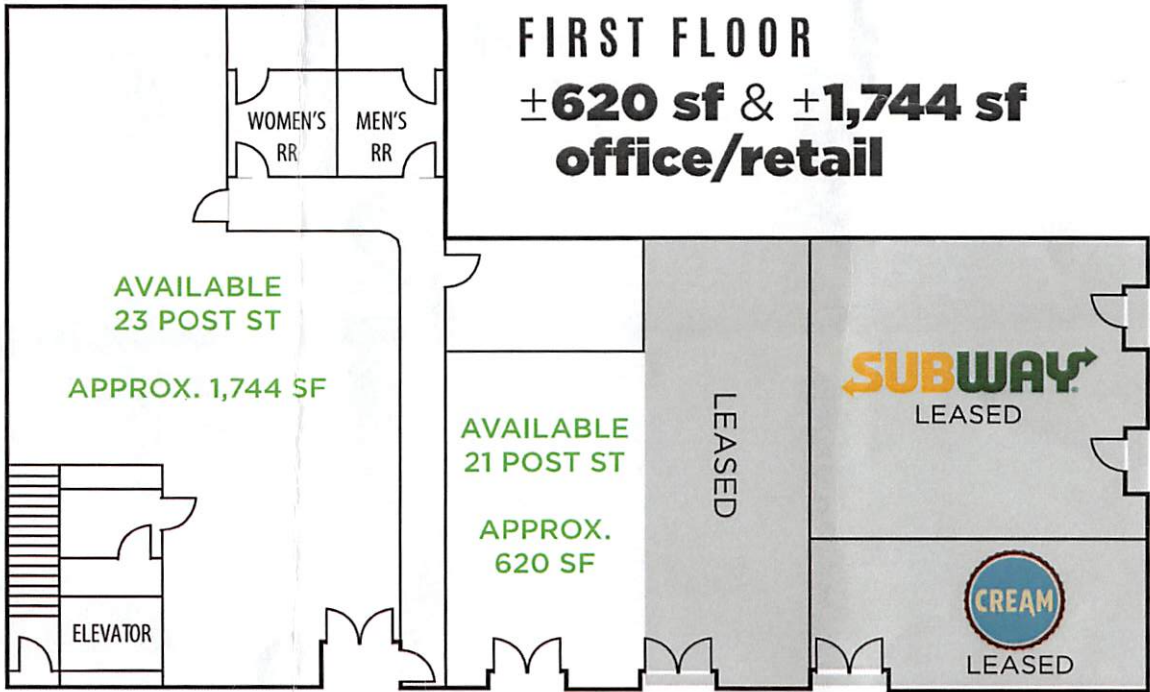 FIRST FLOOR
±620 sf & ±1,744 sf
office/retail
WOMEN'S
RR
MEN'S
RR
AVAILABLE
23 POST ST
APPROX. 1,744 SF
AVAILABLE
21 POST ST
APPROX.
620 SF
LEASED
SUBWAY
LEASED
ELEVATOR
CREAM
LEASED